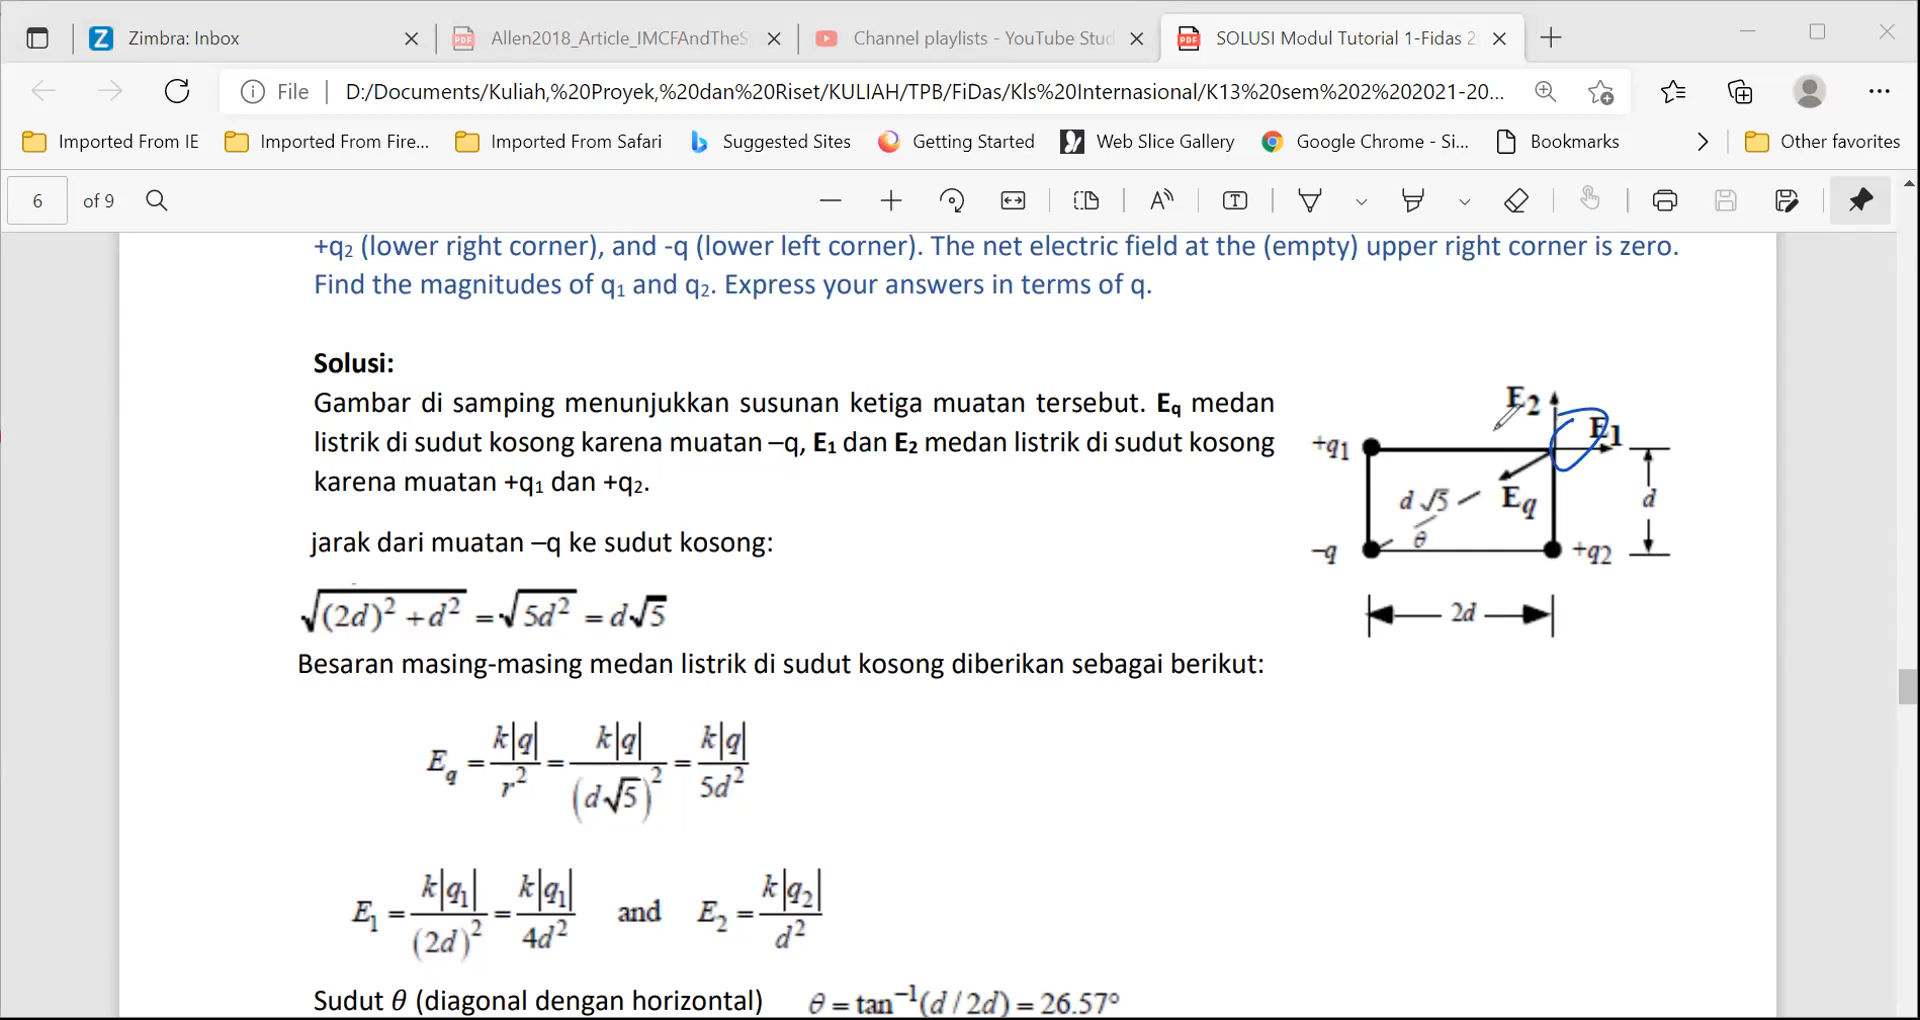 Zimbra: Inbox
Allen2018_Article_IMCFAndTheS
Channel playlists - YouTube Stud
SOLUSI Modul Tutorial 1-Fidas 2
File
D:/Documents/Kuliah,%20Proyek,%20dan%20Riset/KULIAH/TPB/FiDas/Kls%20Internasional/K13%20sem%202%202021-20...
Imported From IE
Imported From Fire...
Imported From Safari
Suggested Sites
Getting Started
Web Slice Gallery
Google Chrome - Si...
Bookmarks
Other favorites
6 of 9
+q₂ (lower right corner), and -q (lower left corner). The net electric field at the (empty) upper right corner is zero.
Find the magnitudes of q₁ and q₂. Express your answers in terms of q.
Solusi:
Gambar di samping menunjukkan susunan ketiga muatan tersebut. Eq medan
listrik di sudut kosong karena muatan –q, E₁ dan E₂ medan listrik di sudut kosong
karena muatan +q₁ dan +q₂.
E2
E1
+q1
d√5
Eq
d
θ
–q
+q2
2d
jarak dari muatan –q ke sudut kosong:
√((2d)² + d²) = √(5d²) = d√5
Besaran masing-masing medan listrik di sudut kosong diberikan sebagai berikut:
E_q = k|q|/r² = k|q|/(d√5)² = k|q|/5d²
E₁ = k|q₁|/(2d)² = k|q₁|/4d² and E₂ = k|q₂|/d²
Sudut θ (diagonal dengan horizontal) θ = tan⁻¹(d / 2d) = 26.57°